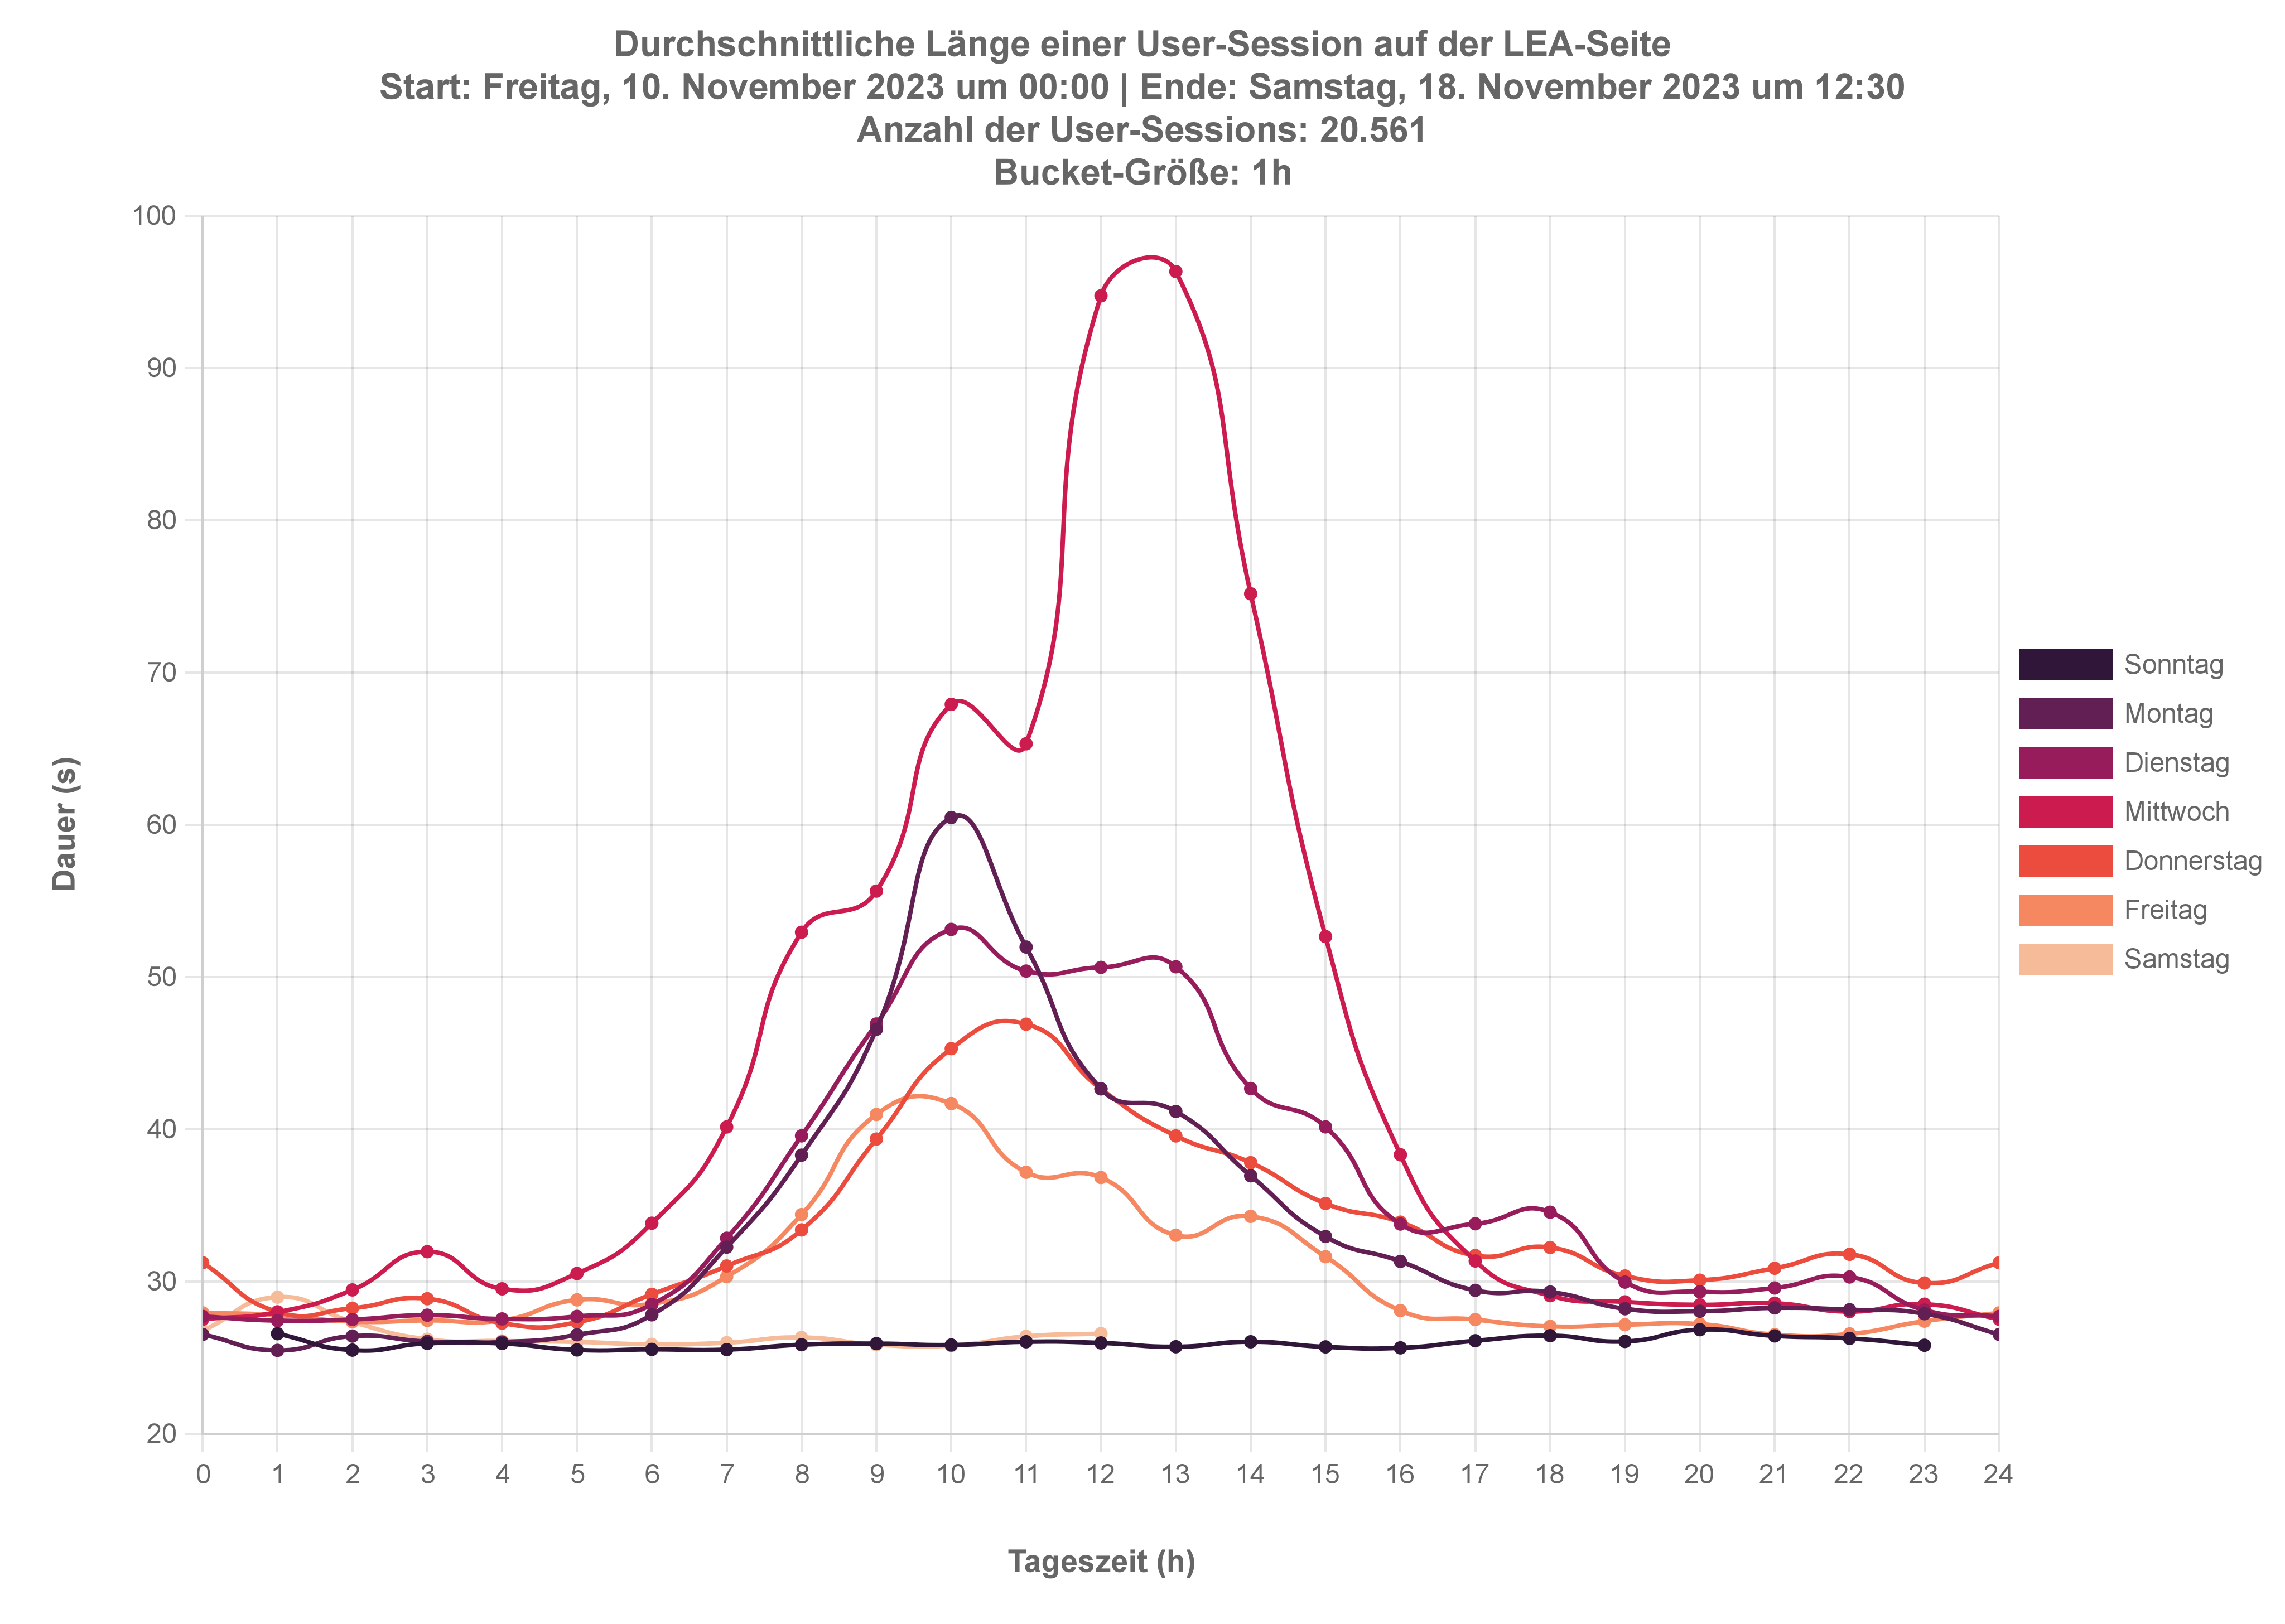 Durchschnittliche Länge einer User-Session auf der LEA-Seite
Start: Freitag, 10. November 2023 um 00:00 | Ende: Samstag, 18. November 2023 um 12:30
Anzahl der User-Sessions: 20.561
Bucket-Größe: 1h
100
90
80
70
60
50
40
30
20
Dauer (s)
0 1 2 3 4 5 6 7 8 9 10 11 12 13 14 15 16 17 18 19 20 21 22 23 24
Tageszeit (h)
Sonntag
Montag
Dienstag
Mittwoch
Donnerstag
Freitag
Samstag